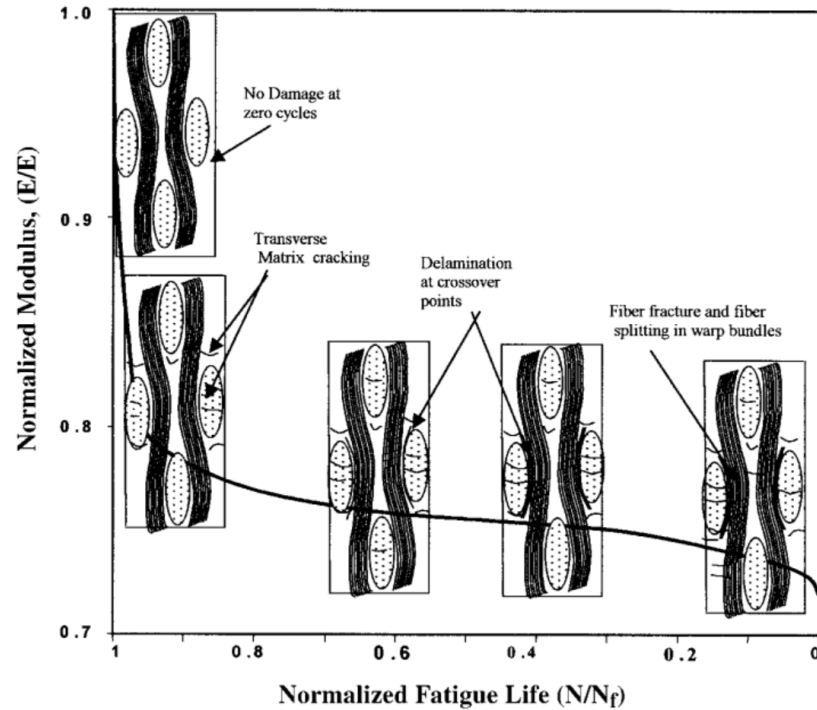 1.0
No Damage at
zero cycles
0.9
Transverse
Matrix cracking
Delamination
at crossover
points
Fiber fracture and fiber
splitting in warp bundles
Normalized Modulus, (E/E)
0.8
0.7
1
0.8
0.6
0.4
0.2
0
Normalized Fatigue Life (N/Nf)